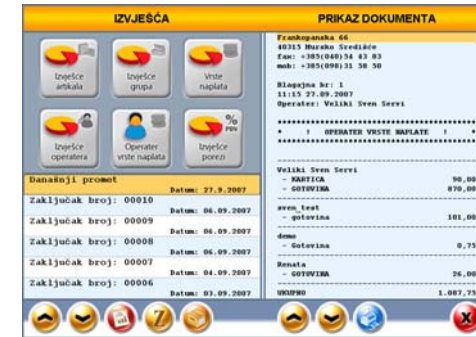 IZVJEŠĆA
Izvješce artikala
Izvješce grupa
Vrste naplata
Izvješce operatera
Operater vrste naplata
% PDV
Izvješce porezi
Današnji promet
Datum: 27.9.2007
Zaključak broj: 00010
Datum: 06.09.2007
Zaključak broj: 00009
Datum: 06.09.2007
Zaključak broj: 00008
Datum: 06.09.2007
Zaključak broj: 00007
Datum: 04.09.2007
Zaključak broj: 00006
Datum: 03.09.2007
Z
PRIKAZ DOKUMENTA
Frankopanska 66
40315 Mursko Središće
fax: +385(040)54 43 83
mob: +385(098)31 58 50
Blagajna br: 1
11:15 27.09.2007
Operater: Veliki Sven Servi
****************************************
* ! OPERATER VRSTE NAPLATE !
****************************************
Veliki Sven Servi
- KARTICA 90,00
- GOTOVINA 870,00
sven_test
- gotovina 101,00
demo
- Gotovina 0,75
Renata
- GOTOVINA 26,00
UKUPNO 1.087,75
X